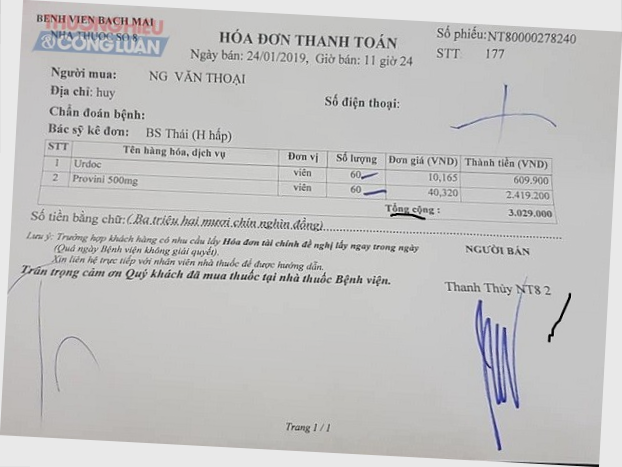 BỆNH VIỆN BẠCH MAI
NHÀ THUỐC SỐ 8
THƯƠNG HIỆU
& CÔNG LUẬN
HÓA ĐƠN THANH TOÁN
Ngày bán: 24/01/2019, Giờ bán: 11 giờ 24
Số phiếu:NT80000278240
STT: 177
Người mua: NG VĂN THOẠI
Địa chỉ: huy
Số điện thoại:
Chẩn đoán bệnh:
Bác sỹ kê đơn: BS Thái (H hấp)
STT Tên hàng hóa, dịch vụ Đơn vị Số lượng Đơn giá (VND) Thành tiền (VND)
1 Urdoc viên 60 10,165 609.900
2 Provini 500mg viên 60 40,320 2.419.200
Tổng cộng : 3.029.000
Số tiền bằng chữ: ( Ba triệu hai mươi chín nghìn đồng)
Lưu ý: Trường hợp khách hàng có nhu cầu lấy Hóa đơn tài chính đề nghị lấy ngay trong ngày
(Quá ngày Bệnh viện không giải quyết).
Xin liên hệ trực tiếp với nhân viên nhà thuốc để được hướng dẫn.
Trân trọng cảm ơn Quý khách đã mua thuốc tại nhà thuốc Bệnh viện.
NGƯỜI BÁN
Thanh Thủy NT8 2
Trang 1 / 1